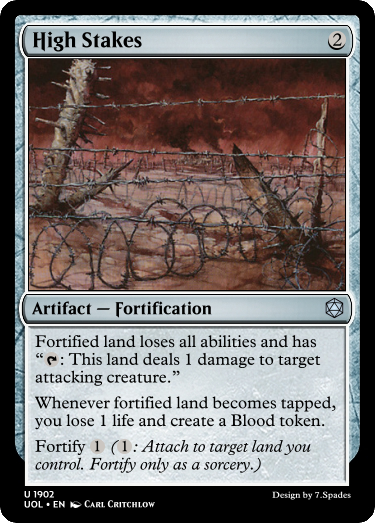 High Stakes 2
Artifact — Fortification
Fortified land loses all abilities and has
“: This land deals 1 damage to target
attacking creature.”
Whenever fortified land becomes tapped,
you lose 1 life and create a Blood token.
Fortify 1 (1: Attach to target land you
control. Fortify only as a sorcery.)
U 1902
UOL • EN Carl Critchlow
Design by 7.Spades